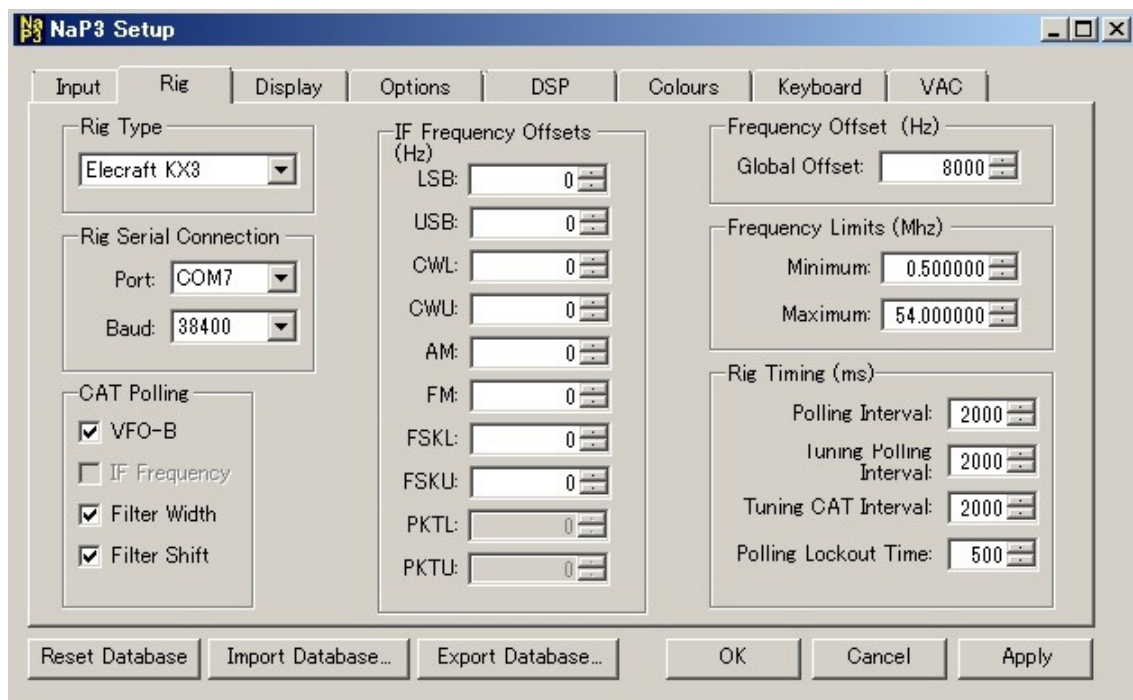 Na P3 NaP3 Setup
Input Rig Display Options DSP Colours Keyboard VAC
Rig Type
Elecraft KX3
Rig Serial Connection
Port: COM7
Baud: 38400
CAT Polling
VFO-B
IF Frequency
Filter Width
Filter Shift
IF Frequency Offsets
(Hz)
LSB: 0
USB: 0
CWL: 0
CWU: 0
AM: 0
FM: 0
FSKL: 0
FSKU: 0
PKTL: 0
PKTU: 0
Frequency Offset (Hz)
Global Offset: 8000
Frequency Limits (Mhz)
Minimum: 0.500000
Maximum: 54.000000
Rig Timing (ms)
Polling Interval: 2000
Tuning Polling
Interval: 2000
Tuning CAT Interval: 2000
Polling Lockout Time: 500
Reset Database Import Database... Export Database... OK Cancel Apply